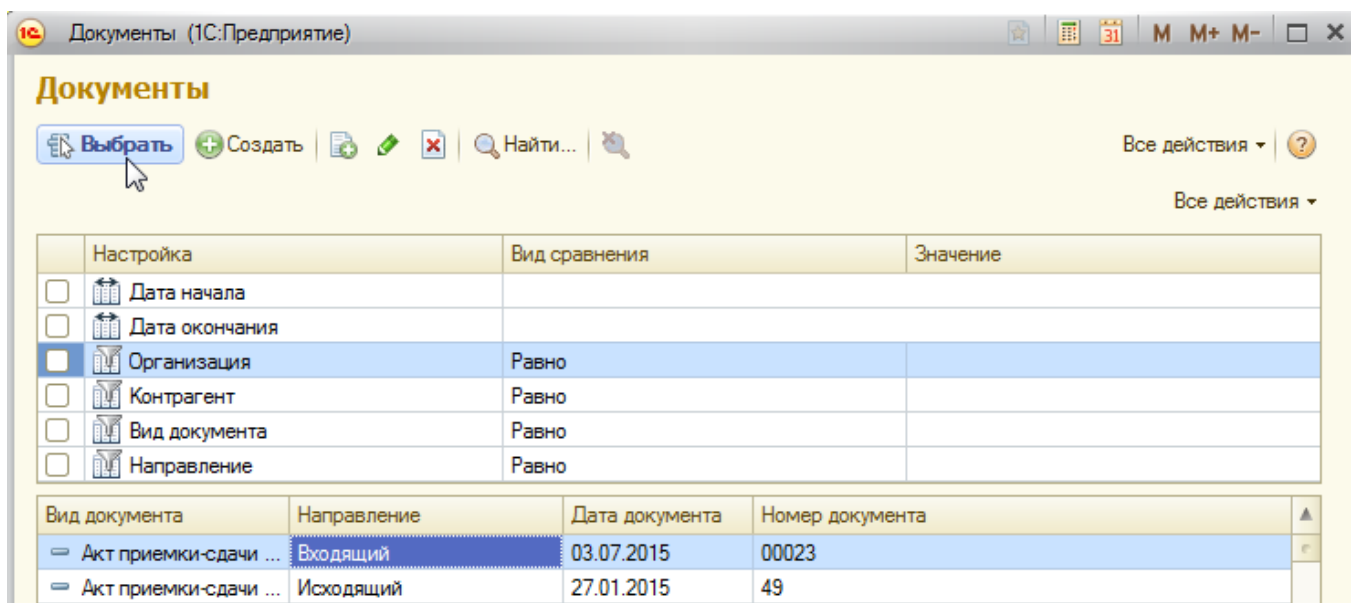 1С Документы (1С:Предприятие) 31 M M+ M-
Документы
Выбрать Создать Найти... Все действия ?
Все действия
Настройка Вид сравнения Значение
Дата начала
Дата окончания
Организация Равно
Контрагент Равно
Вид документа Равно
Направление Равно
Вид документа Направление Дата документа Номер документа
Акт приемки-сдачи ... Входящий 03.07.2015 00023
Акт приемки-сдачи ... Исходящий 27.01.2015 49